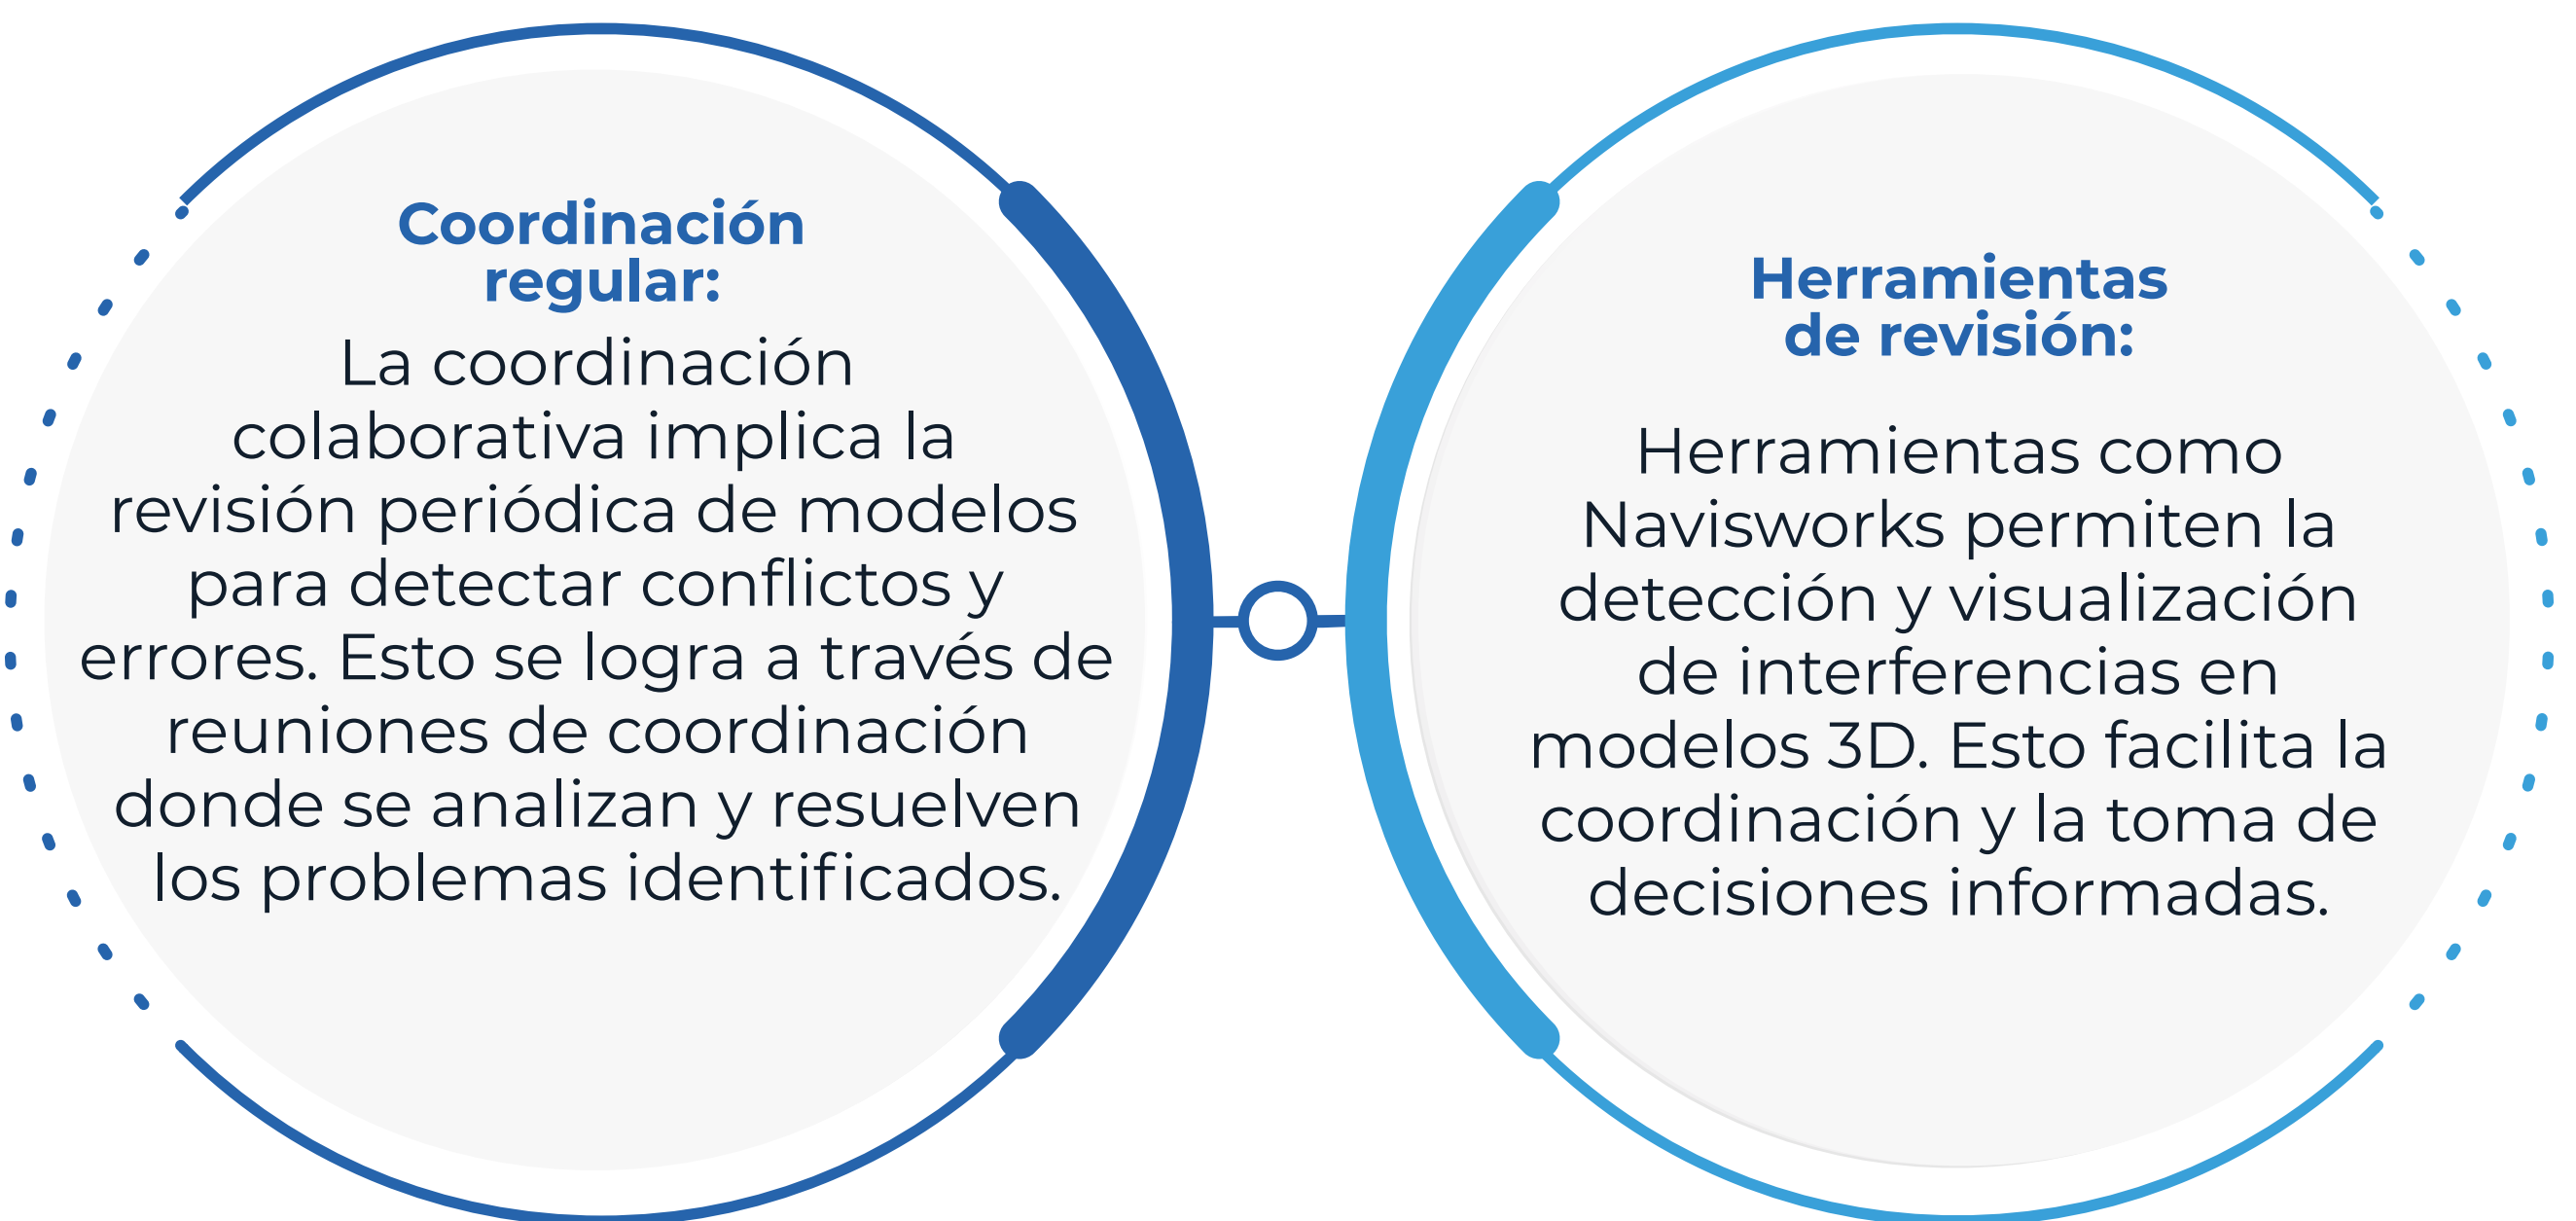 Coordinación
regular:
La coordinación
colaborativa implica la
revisión periódica de modelos
para detectar conflictos y
errores. Esto se logra a través de
reuniones de coordinación
donde se analizan y resuelven
los problemas identificados.
Herramientas
de revisión:
Herramientas como
Navisworks permiten la
detección y visualización
de interferencias en
modelos 3D. Esto facilita la
coordinación y la toma de
decisiones informadas.